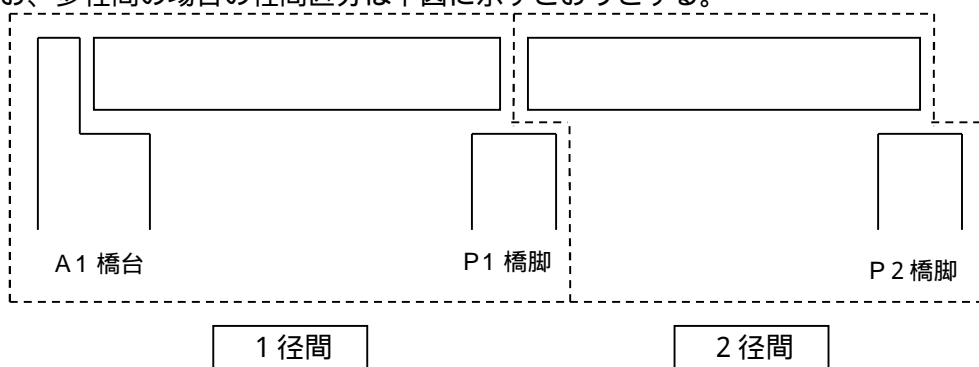 お、多径間の場合の径間区分は下図に示すとおりとする。
A1 橋台
P1 橋脚
P 2 橋脚
1 径間
2 径間